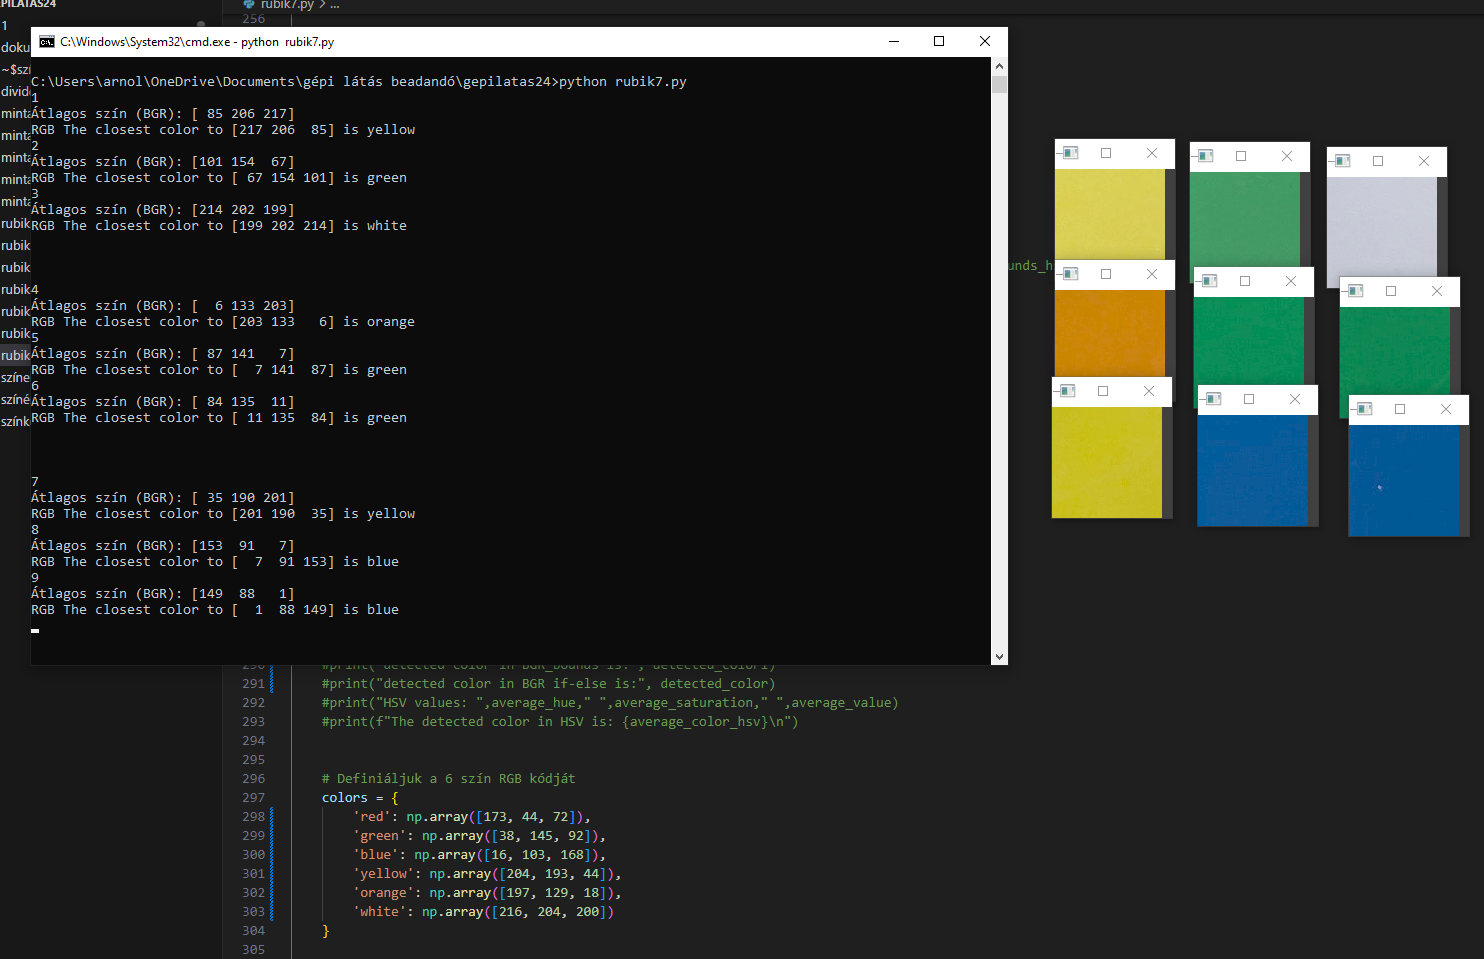 PILATAS24
rubik7.py > ...
256
C:\Windows\System32\cmd.exe - python  rubik7.py
1
doku
~$szí
divid
minta
minta
minta
minta
minta
rubik
rubik
rubik
rubik
rubik
rubik
rubik
színe
színé
színk
C:\Users\arnol\OneDrive\Documents\gépi látás beadandó\gepilatas24>python rubik7.py
1
Átlagos szín (BGR): [ 85 206 217]
RGB The closest color to [217 206  85] is yellow
2
Átlagos szín (BGR): [101 154  67]
RGB The closest color to [ 67 154 101] is green
3
Átlagos szín (BGR): [214 202 199]
RGB The closest color to [199 202 214] is white
unds_h
4
Átlagos szín (BGR): [  6 133 203]
RGB The closest color to [203 133   6] is orange
5
Átlagos szín (BGR): [ 87 141   7]
RGB The closest color to [  7 141  87] is green
6
Átlagos szín (BGR): [ 84 135  11]
RGB The closest color to [ 11 135  84] is green
7
Átlagos szín (BGR): [ 35 190 201]
RGB The closest color to [201 190  35] is yellow
8
Átlagos szín (BGR): [153  91   7]
RGB The closest color to [  7  91 153] is blue
9
Átlagos szín (BGR): [149  88   1]
RGB The closest color to [  1  88 149] is blue
290 #print("detected color in BGR_bounds is:", detected_color1)
291 #print("detected color in BGR if-else is:", detected_color)
292 #print("HSV values: ",average_hue," ",average_saturation," ",average_value)
293 #print(f"The detected color in HSV is: {average_color_hsv}\n")
294
295
296 # Definiáljuk a 6 szín RGB kódját
297 colors = {
298 'red': np.array([173, 44, 72]),
299 'green': np.array([38, 145, 92]),
300 'blue': np.array([16, 103, 168]),
301 'yellow': np.array([204, 193, 44]),
302 'orange': np.array([197, 129, 18]),
303 'white': np.array([216, 204, 200])
304 }
305